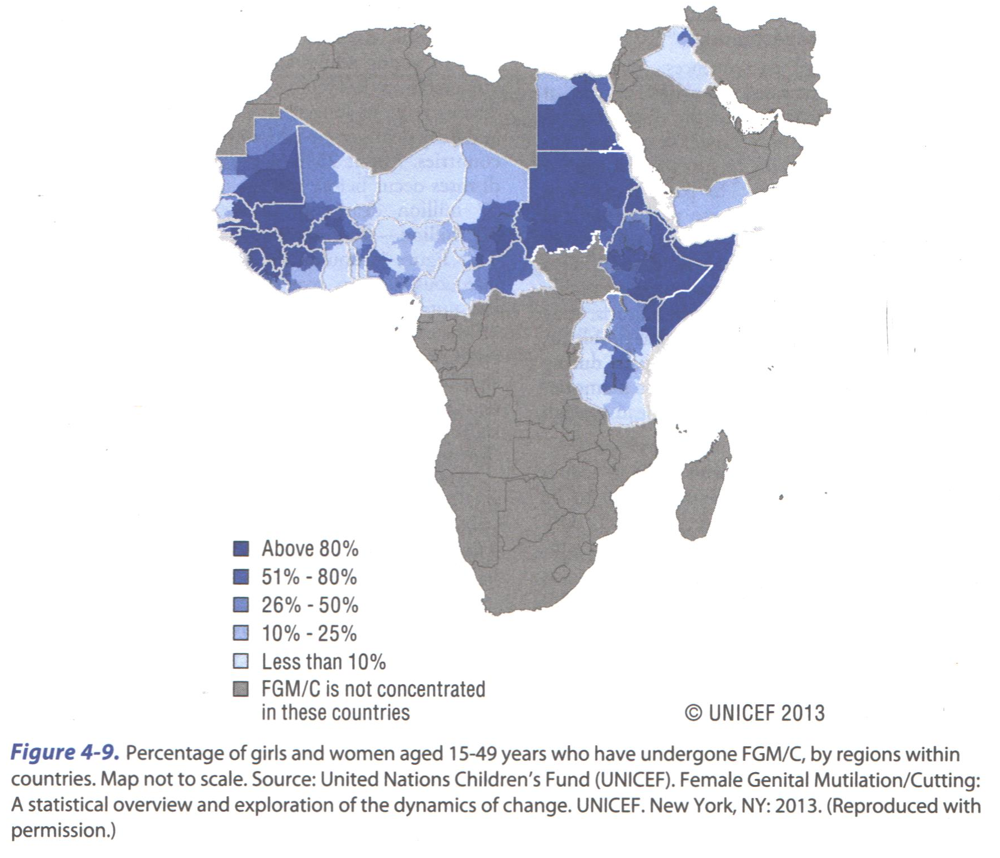 Above 80%
51% - 80%
26% - 50%
10% - 25%
Less than 10%
FGM/C is not concentrated
in these countries
© UNICEF 2013
Figure 4-9. Percentage of girls and women aged 15-49 years who have undergone FGM/C, by regions within
countries. Map not to scale. Source: United Nations Children's Fund (UNICEF). Female Genital Mutilation/Cutting:
A statistical overview and exploration of the dynamics of change. UNICEF. New York, NY: 2013. (Reproduced with
permission.)